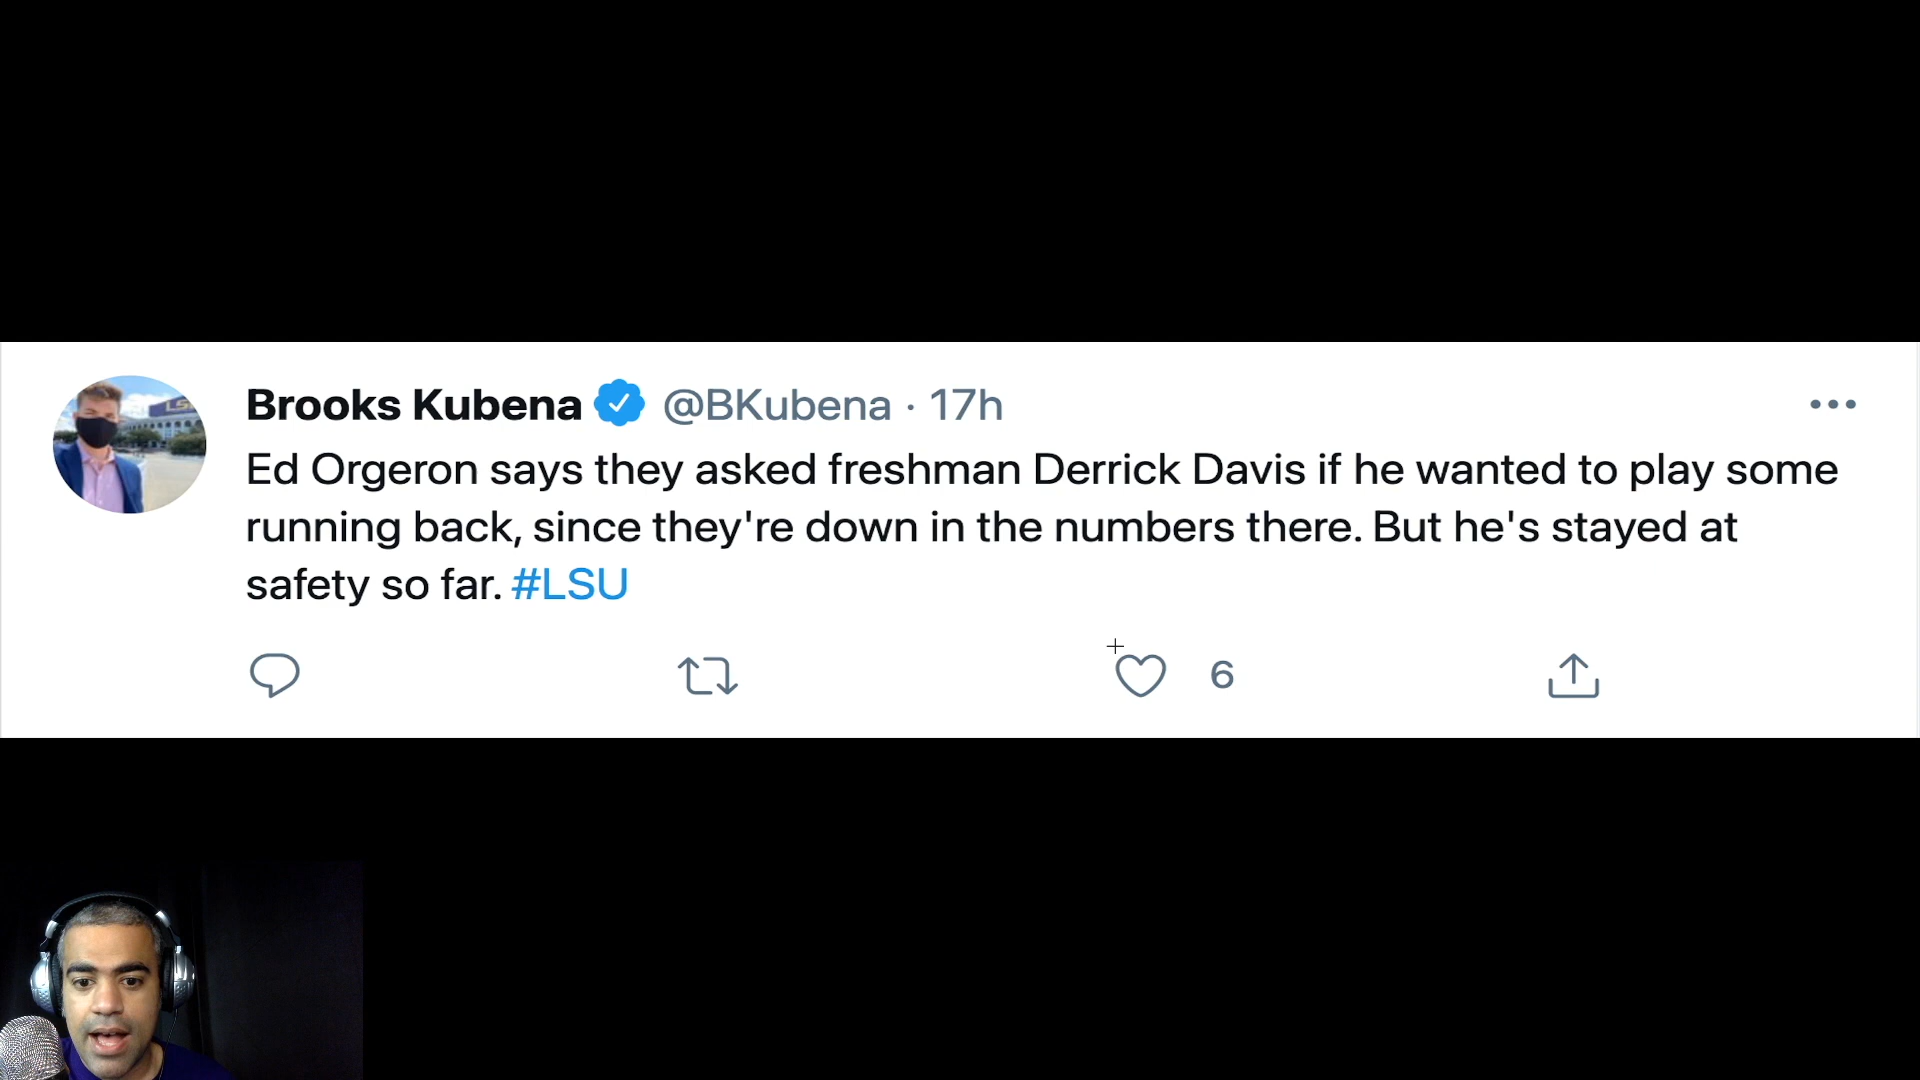 Brooks Kubena @BKubena · 17h
Ed Orgeron says they asked freshman Derrick Davis if he wanted to play some
running back, since they're down in the numbers there. But he's stayed at
safety so far. #LSU
6